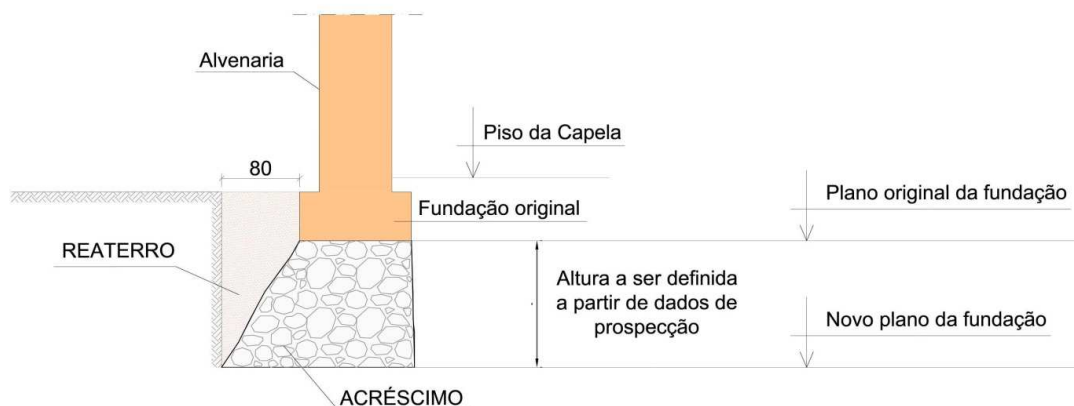 Alvenaria
Piso da Capela
80
Plano original da fundação
Fundação original
REATERRO
Altura a ser definida
a partir de dados de
prospecção
Novo plano da fundação
ACRÉSCIMO